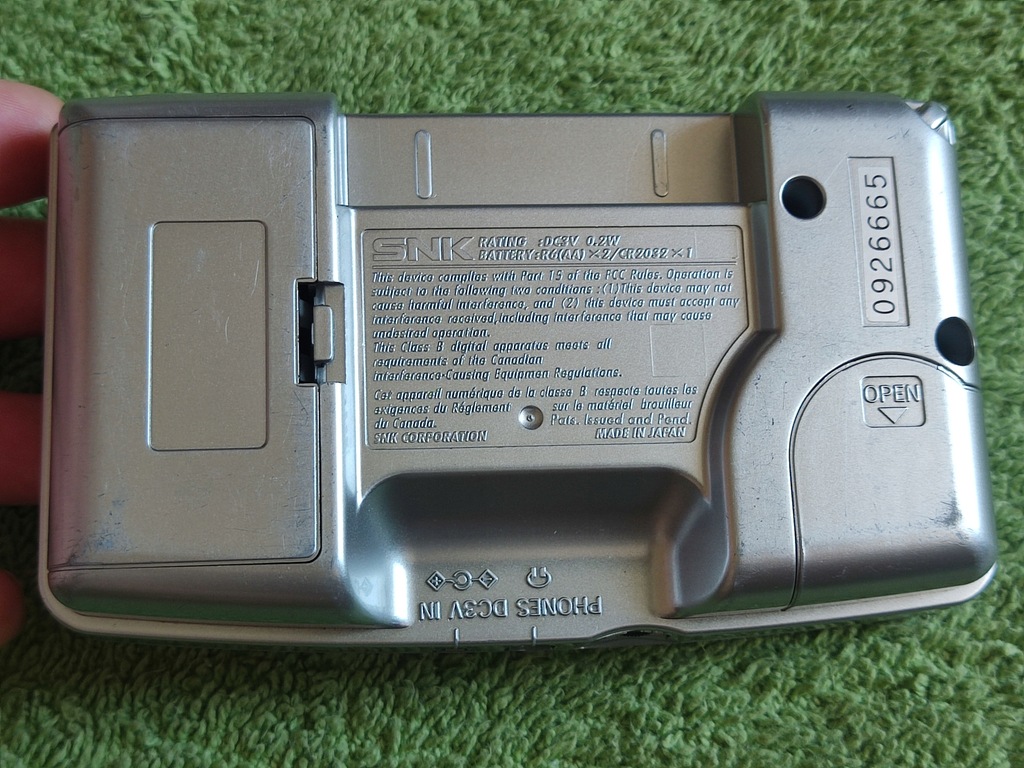 SNK RATING :DC3V 0.2W
BATTERY:R6(AA)×2/CR2032×1
This device complies with Part 15 of the FCC Rules. Operation is
subject to the following two conditions :(1)This device may not
cause harmful interference, and (2) this device must accept any
interference received,including interference that may cause
undesired operation.
This Class B digital apparatus meets all
requirements of the Canadian
Interference-Causing Equipmen Regulations.
Cet appareil numérique de la classe B respecte toutes les
exigences du Règlement sur le matériel brouilleur
du Canada. Pats. Issued and Pend.
SNK CORPORATION MADE IN JAPAN
0926665
OPEN
PHONES DC3V IN